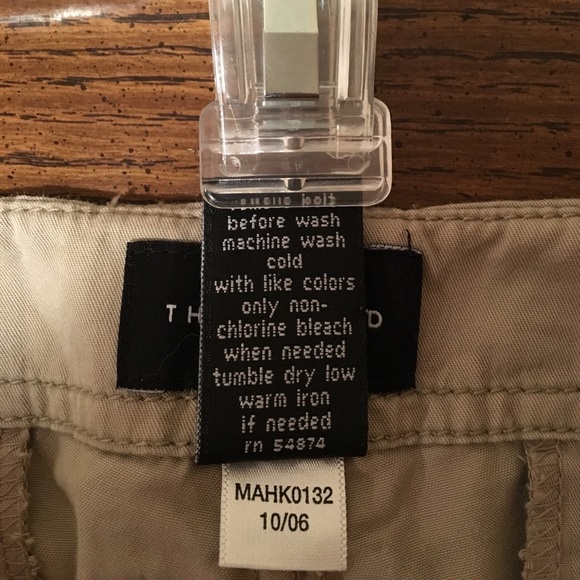 before wash
machine wash
cold
with like colors
only non-
chlorine bleach
when needed
tumble dry low
warm iron
if needed
rn 54874
MAHK0132
10/06